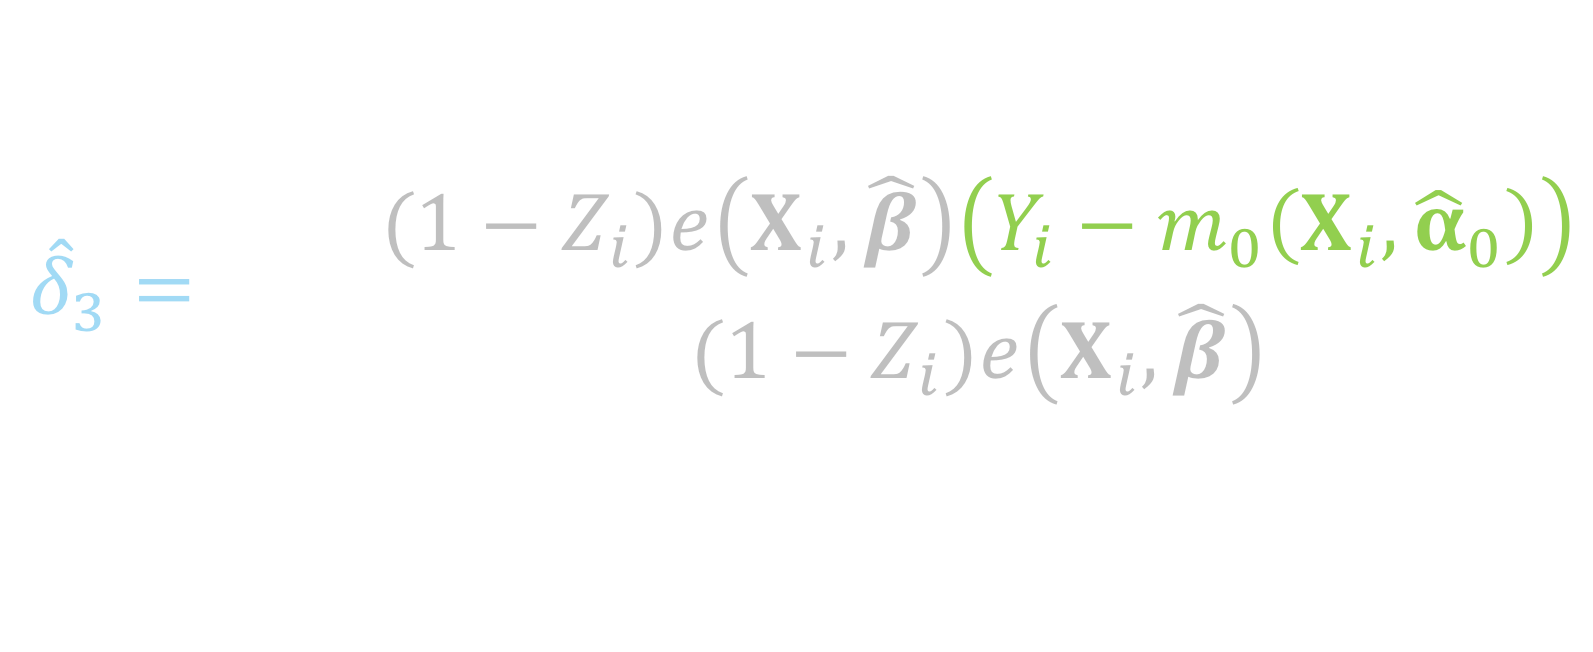 (1 − Zᵢ)e(𝐗ᵢ, 𝜷̂)(Yᵢ − m₀(𝐗ᵢ, 𝛂̂₀))
δ̂₃ =
(1 − Zᵢ)e(𝐗ᵢ, 𝜷̂)